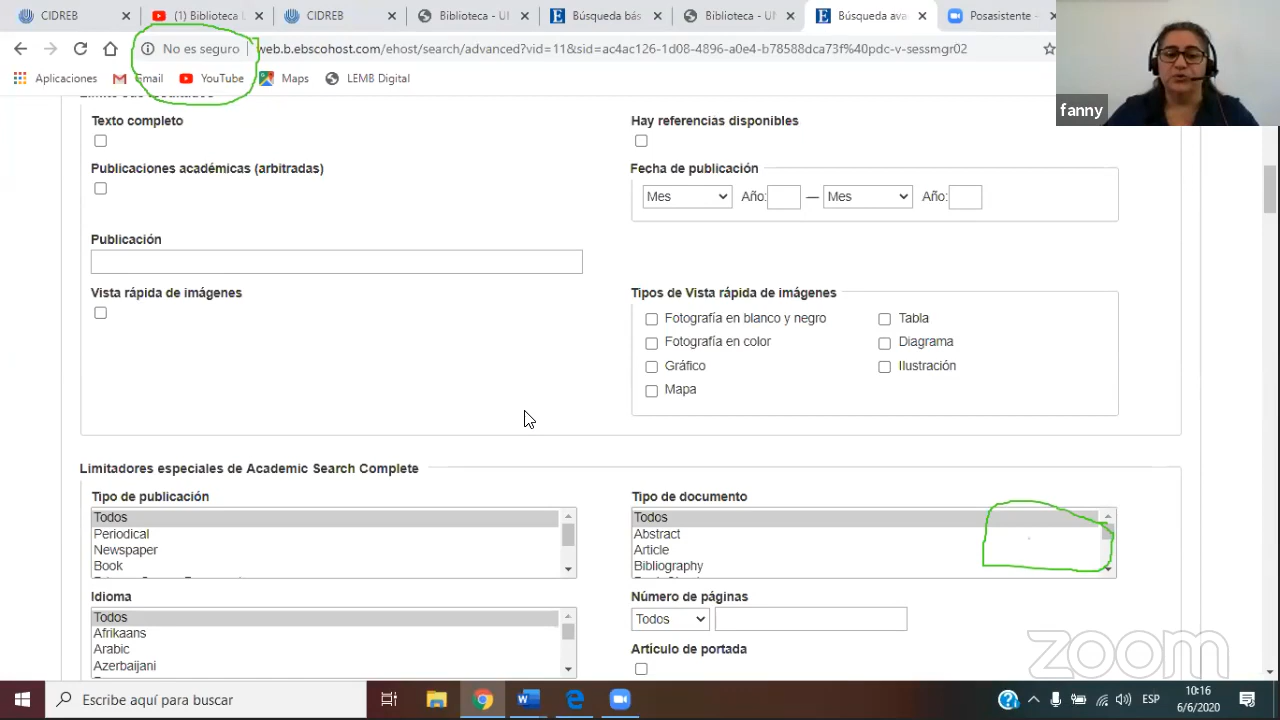 CIDREB
(1) Biblioteca L
CIDREB
Biblioteca - UT
Búsqueda bás
Biblioteca - UT
Búsqueda ava
Posasistente -
No es seguro
web.b.ebscohost.com/ehost/search/advanced?vid=11&sid=ac4ac126-1d08-4896-a0e4-b78588dca73f%40pdc-v-sessmgr02
Aplicaciones
Gmail
YouTube
Maps
LEMB Digital
fanny
Limite sus resultados
Texto completo
Hay referencias disponibles
Publicaciones académicas (arbitradas)
Fecha de publicación
Mes Año: — Mes Año:
Publicación
Vista rápida de imágenes
Tipos de Vista rápida de imágenes
Fotografía en blanco y negro
Tabla
Fotografía en color
Diagrama
Gráfico
Ilustración
Mapa
Limitadores especiales de Academic Search Complete
Tipo de publicación
Tipo de documento
Todos
Periodical
Newspaper
Book
Todos
Abstract
Article
Bibliography
Idioma
Número de páginas
Todos
Afrikaans
Arabic
Azerbaijani
Todos
Artículo de portada
zoom
Escribe aquí para buscar
ESP
10:16
6/6/2020